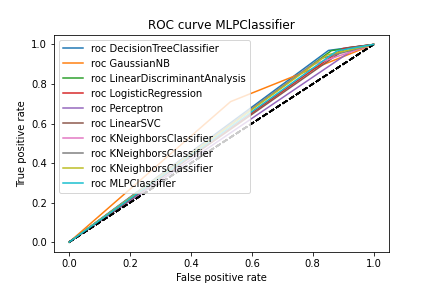 ROC curve MLPClassifier
1.0
0.8
0.6
0.4
0.2
0.0
True positive rate
roc DecisionTreeClassifier
roc GaussianNB
roc LinearDiscriminantAnalysis
roc LogisticRegression
roc Perceptron
roc LinearSVC
roc KNeighborsClassifier
roc KNeighborsClassifier
roc KNeighborsClassifier
roc MLPClassifier
0.0 0.2 0.4 0.6 0.8 1.0
False positive rate